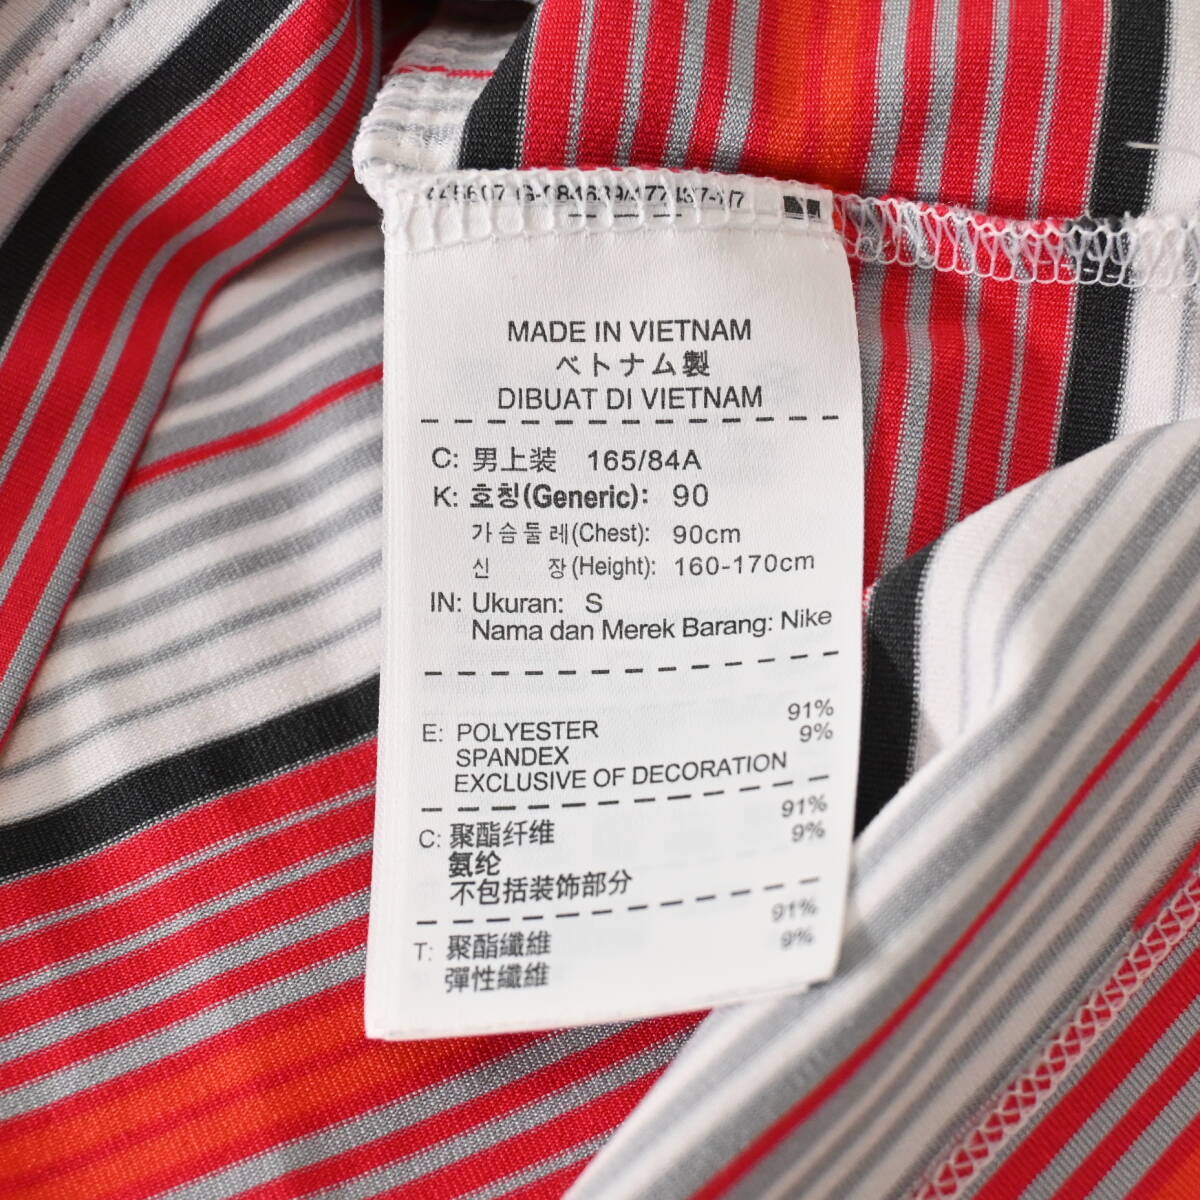 MADE IN VIETNAM
ベトナム製
DIBUAT DI VIETNAM
C: 男上装 165/84A
K: 호칭(Generic): 90
가슴둘레(Chest): 90cm
신 장(Height): 160-170cm
IN: Ukuran: S
Nama dan Merek Barang: Nike
E: POLYESTER 91%
SPANDEX 9%
EXCLUSIVE OF DECORATION
C: 聚酯纤维 91%
氨纶 9%
不包括装饰部分
T: 聚酯纖維 91%
彈性纖維 9%